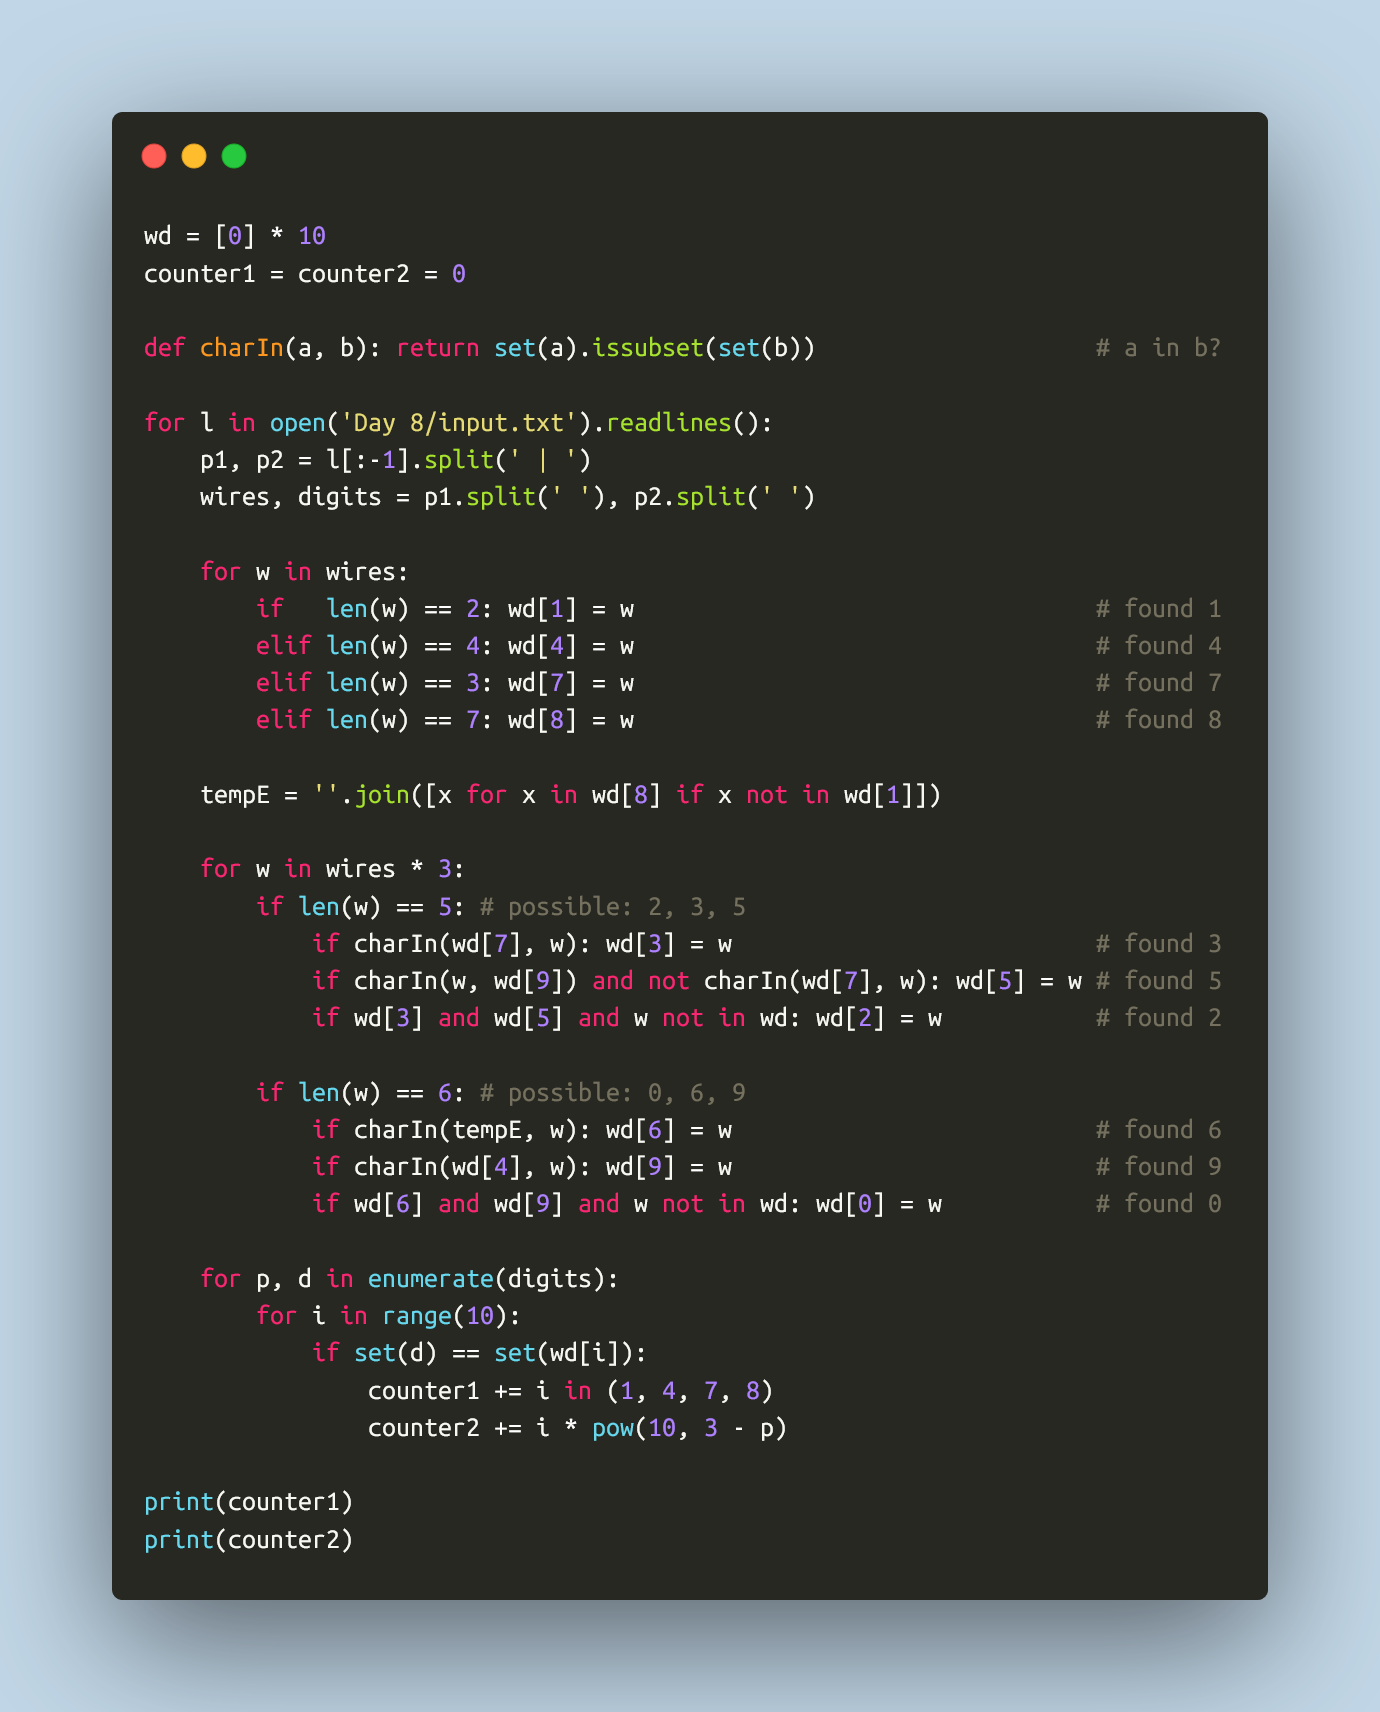 wd = [0] * 10
counter1 = counter2 = 0

def charIn(a, b): return set(a).issubset(set(b))                    # a in b?

for l in open('Day 8/input.txt').readlines():
    p1, p2 = l[:-1].split(' | ')
    wires, digits = p1.split(' '), p2.split(' ')

    for w in wires:
        if   len(w) == 2: wd[1] = w                                 # found 1
        elif len(w) == 4: wd[4] = w                                 # found 4
        elif len(w) == 3: wd[7] = w                                 # found 7
        elif len(w) == 7: wd[8] = w                                 # found 8

    tempE = ''.join([x for x in wd[8] if x not in wd[1]])

    for w in wires * 3:
        if len(w) == 5: # possible: 2, 3, 5
            if charIn(wd[7], w): wd[3] = w                          # found 3
            if charIn(w, wd[9]) and not charIn(wd[7], w): wd[5] = w # found 5
            if wd[3] and wd[5] and w not in wd: wd[2] = w           # found 2

        if len(w) == 6: # possible: 0, 6, 9
            if charIn(tempE, w): wd[6] = w                          # found 6
            if charIn(wd[4], w): wd[9] = w                          # found 9
            if wd[6] and wd[9] and w not in wd: wd[0] = w           # found 0

    for p, d in enumerate(digits):
        for i in range(10):
            if set(d) == set(wd[i]):
                counter1 += i in (1, 4, 7, 8)
                counter2 += i * pow(10, 3 - p)

print(counter1)
print(counter2)